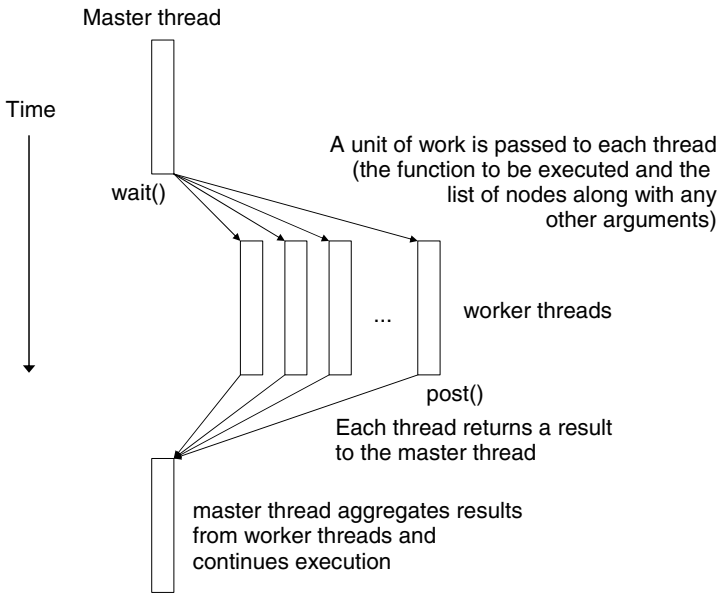 Master thread
Time
A unit of work is passed to each thread
(the function to be executed and the
list of nodes along with any
other arguments)
wait()
...
worker threads
post()
Each thread returns a result
to the master thread
master thread aggregates results
from worker threads and
continues execution